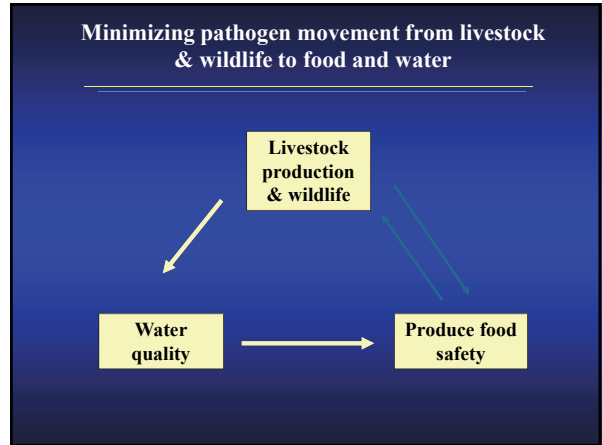 Minimizing pathogen movement from livestock
& wildlife to food and water
Livestock
production
& wildlife
Water
quality
Produce food
safety